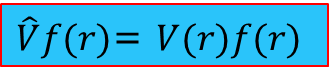 V̂f(r) = V(r)f(r)